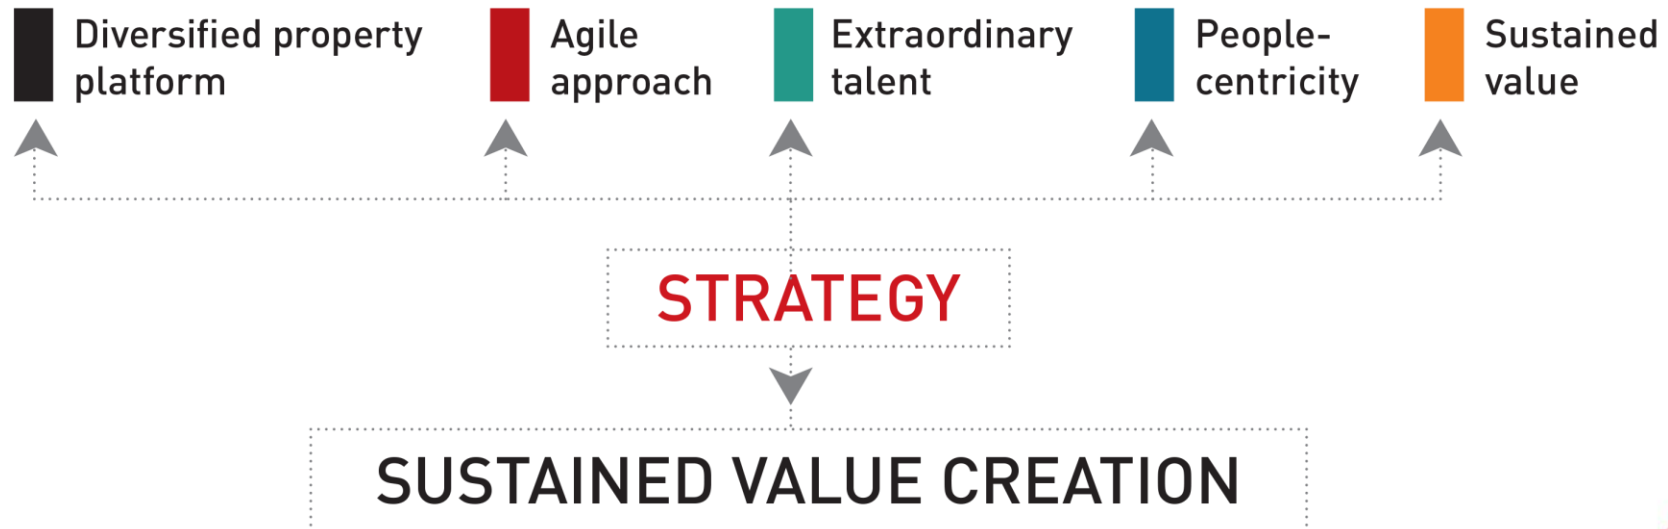 Diversified property
platform
Agile
approach
Extraordinary
talent
People-
centricity
Sustained
value
STRATEGY
SUSTAINED VALUE CREATION